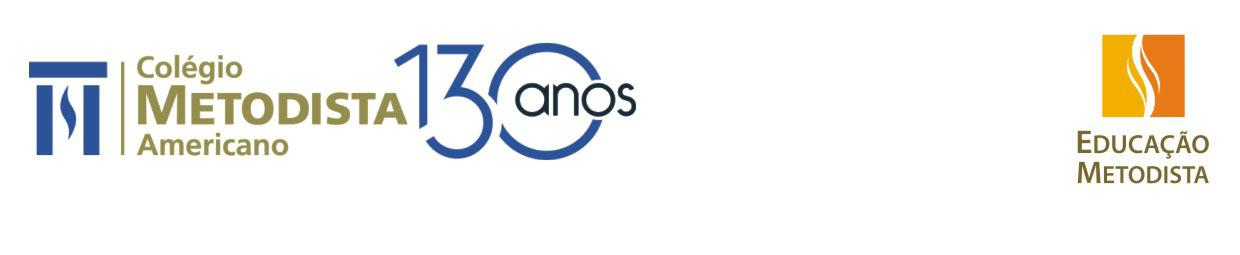 Colégio
METODISTA
Americano
130 anos
EDUCAÇÃO
METODISTA